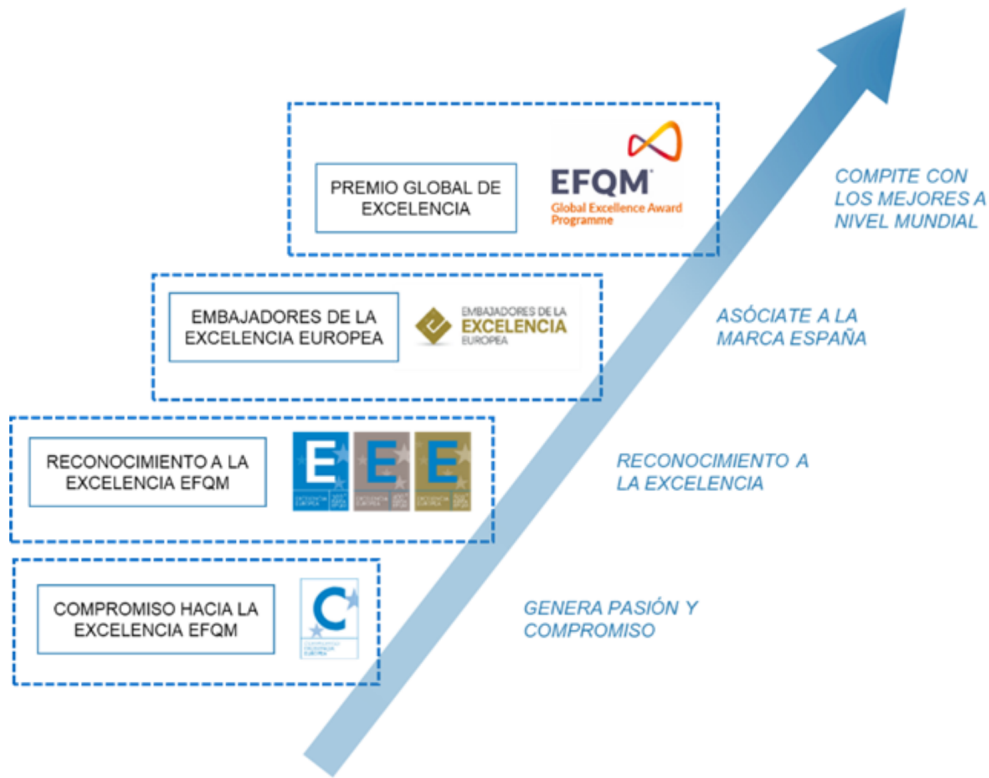 PREMIO GLOBAL DE
EXCELENCIA
EFQM
Global Excellence Award
Programme
COMPITE CON
LOS MEJORES A
NIVEL MUNDIAL
EMBAJADORES DE LA
EXCELENCIA EUROPEA
EMBAJADORES DE LA
EXCELENCIA
EUROPEA
ASÓCIATE A LA
MARCA ESPAÑA
RECONOCIMIENTO A LA
EXCELENCIA EFQM
E
E
E
RECONOCIMIENTO A
LA EXCELENCIA
COMPROMISO HACIA LA
EXCELENCIA EFQM
C
GENERA PASIÓN Y
COMPROMISO